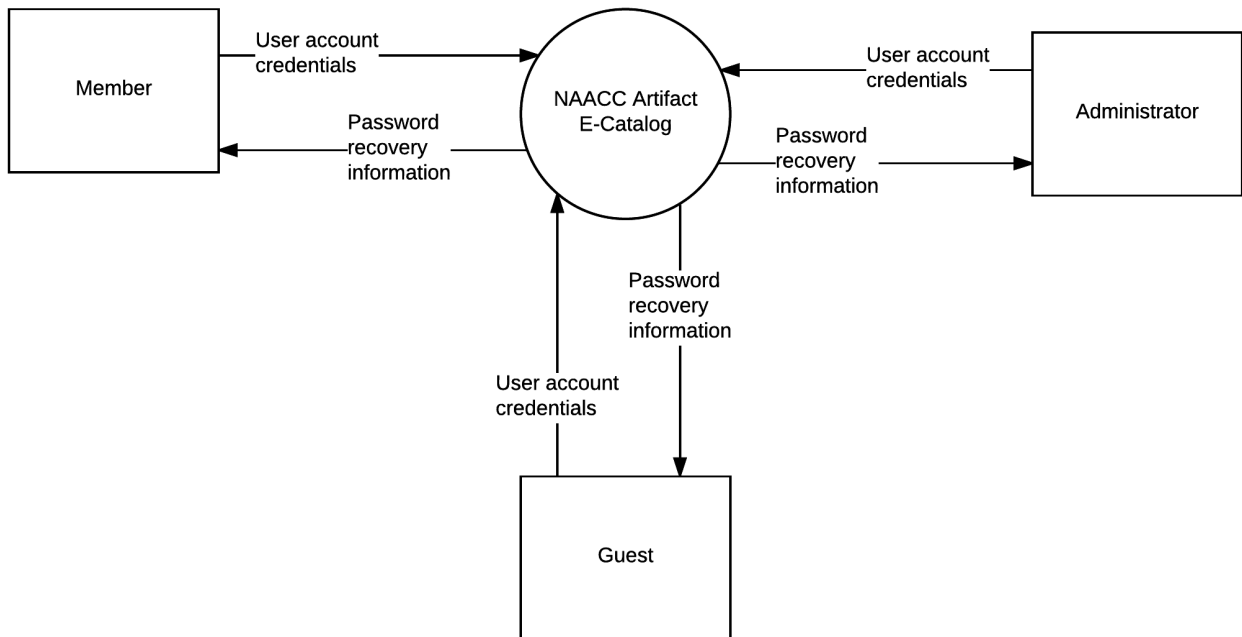 Member
User account
credentials
Password
recovery
information
NAACC Artifact
E-Catalog
User account
credentials
Password
recovery
information
Administrator
Password
recovery
information
User account
credentials
Guest